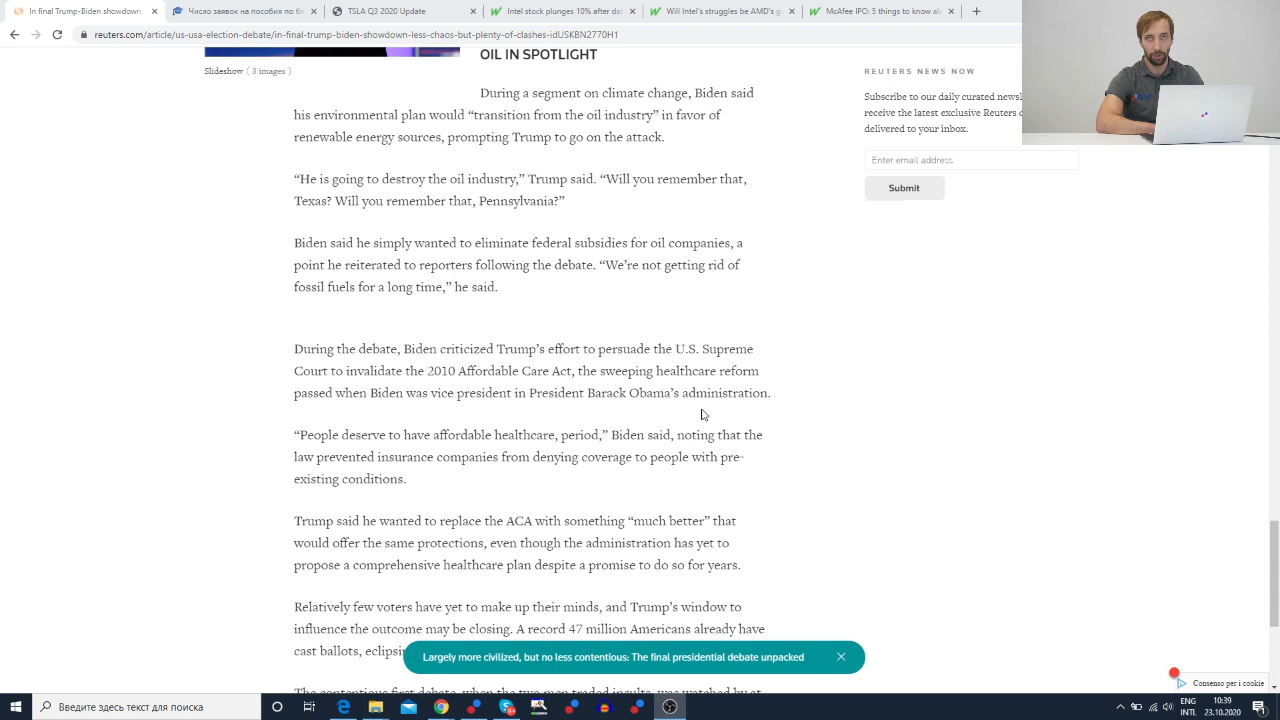 In final Trump-Biden showdown,
Число заявок на пособие по бе
TSLA Q3 2020 Update
Intel stock plunges 10% after dat
Will Intel's struggles be AMD's ga
McAfee IPO: 5 things to know ab
reuters.com/article/us-usa-election-debate/in-final-trump-biden-showdown-less-chaos-but-plenty-of-clashes-idUSKBN2770H1
OIL IN SPOTLIGHT
Slideshow ( 3 images )
During a segment on climate change, Biden said
his environmental plan would “transition from the oil industry” in favor of
renewable energy sources, prompting Trump to go on the attack.
“He is going to destroy the oil industry,” Trump said. “Will you remember that,
Texas? Will you remember that, Pennsylvania?”
Biden said he simply wanted to eliminate federal subsidies for oil companies, a
point he reiterated to reporters following the debate. “We’re not getting rid of
fossil fuels for a long time,” he said.
During the debate, Biden criticized Trump’s effort to persuade the U.S. Supreme
Court to invalidate the 2010 Affordable Care Act, the sweeping healthcare reform
passed when Biden was vice president in President Barack Obama’s administration.
“People deserve to have affordable healthcare, period,” Biden said, noting that the
law prevented insurance companies from denying coverage to people with pre-
existing conditions.
Trump said he wanted to replace the ACA with something “much better” that
would offer the same protections, even though the administration has yet to
propose a comprehensive healthcare plan despite a promise to do so for years.
Relatively few voters have yet to make up their minds, and Trump’s window to
influence the outcome may be closing. A record 47 million Americans already have
cast ballots, eclipsi
The contentious first debate, when the two men traded insults, was watched by at
REUTERS NEWS NOW
Subscribe to our daily curated newsl
receive the latest exclusive Reuters c
delivered to your inbox.
Enter email address
Submit
Largely more civilized, but no less contentious: The final presidential debate unpacked
Consenso per i cookie
Введите здесь текст для поиска
10:39
INTL
23.10.2020